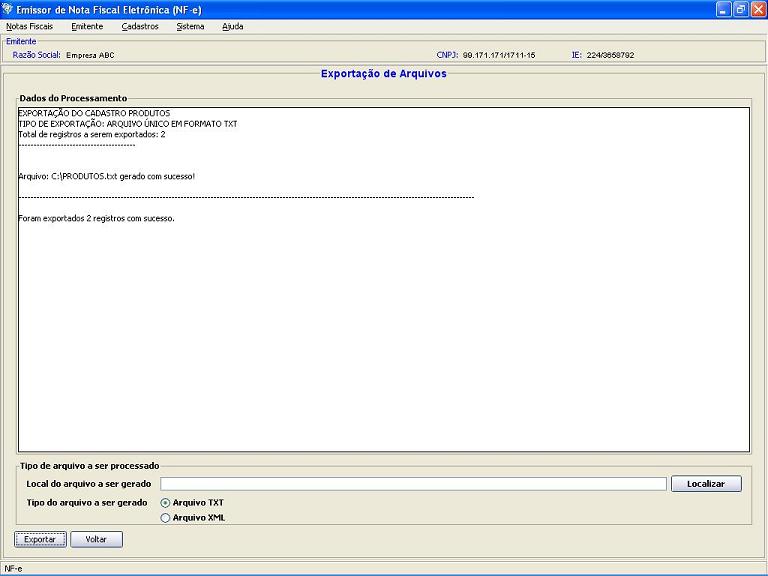 Emissor de Nota Fiscal Eletrônica (NF-e)
Notas Fiscais Emitente Cadastros Sistema Ajuda
Emitente
Razão Social: Empresa ABC CNPJ: 99.171.171/1711-15 IE: 224/3658792
Exportação de Arquivos
Dados do Processamento
EXPORTAÇÃO DO CADASTRO PRODUTOS
TIPO DE EXPORTAÇÃO: ARQUIVO ÚNICO EM FORMATO TXT
Total de registros a serem exportados: 2
---------------------------------------
Arquivo: C:\PRODUTOS.txt gerado com sucesso!
--------------------------------------------------------------------------------------------------------------------------------------------------------
Foram exportados 2 registros com sucesso.
Tipo de arquivo a ser processado
Local do arquivo a ser gerado Localizar
Tipo do arquivo a ser gerado Arquivo TXT
Arquivo XML
Exportar Voltar
NF-e